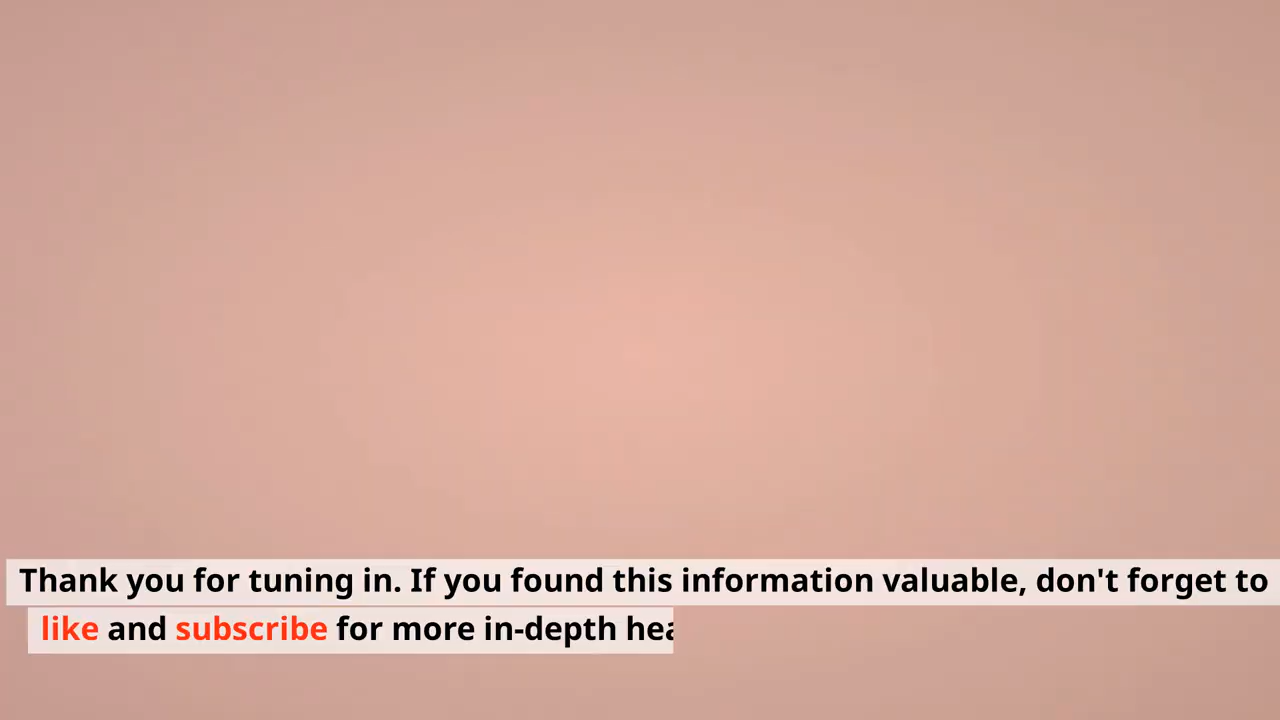 Thank you for tuning in. If you found this information valuable, don't forget to
like and subscribe for more in-depth